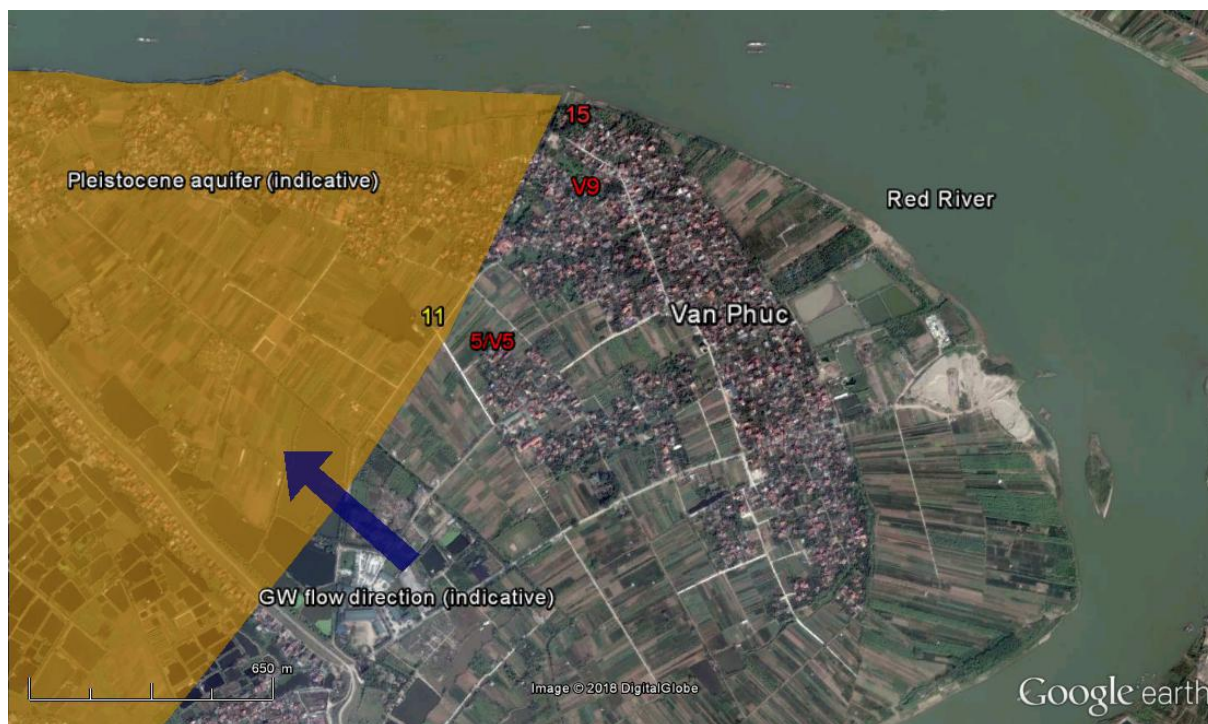 15
Pleistocene aquifer (indicative)
V9
Red River
11
Van Phuc
5/V5
GW flow direction (indicative)
650 m
Image © 2018 DigitalGlobe
Google earth